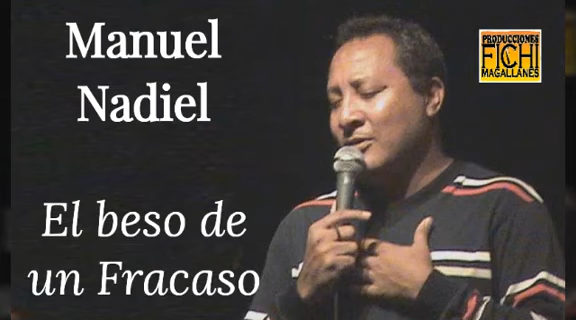 Manuel
Nadiel
El beso de
un Fracaso
PRODUCCIONES
FICHI
MAGALLANES